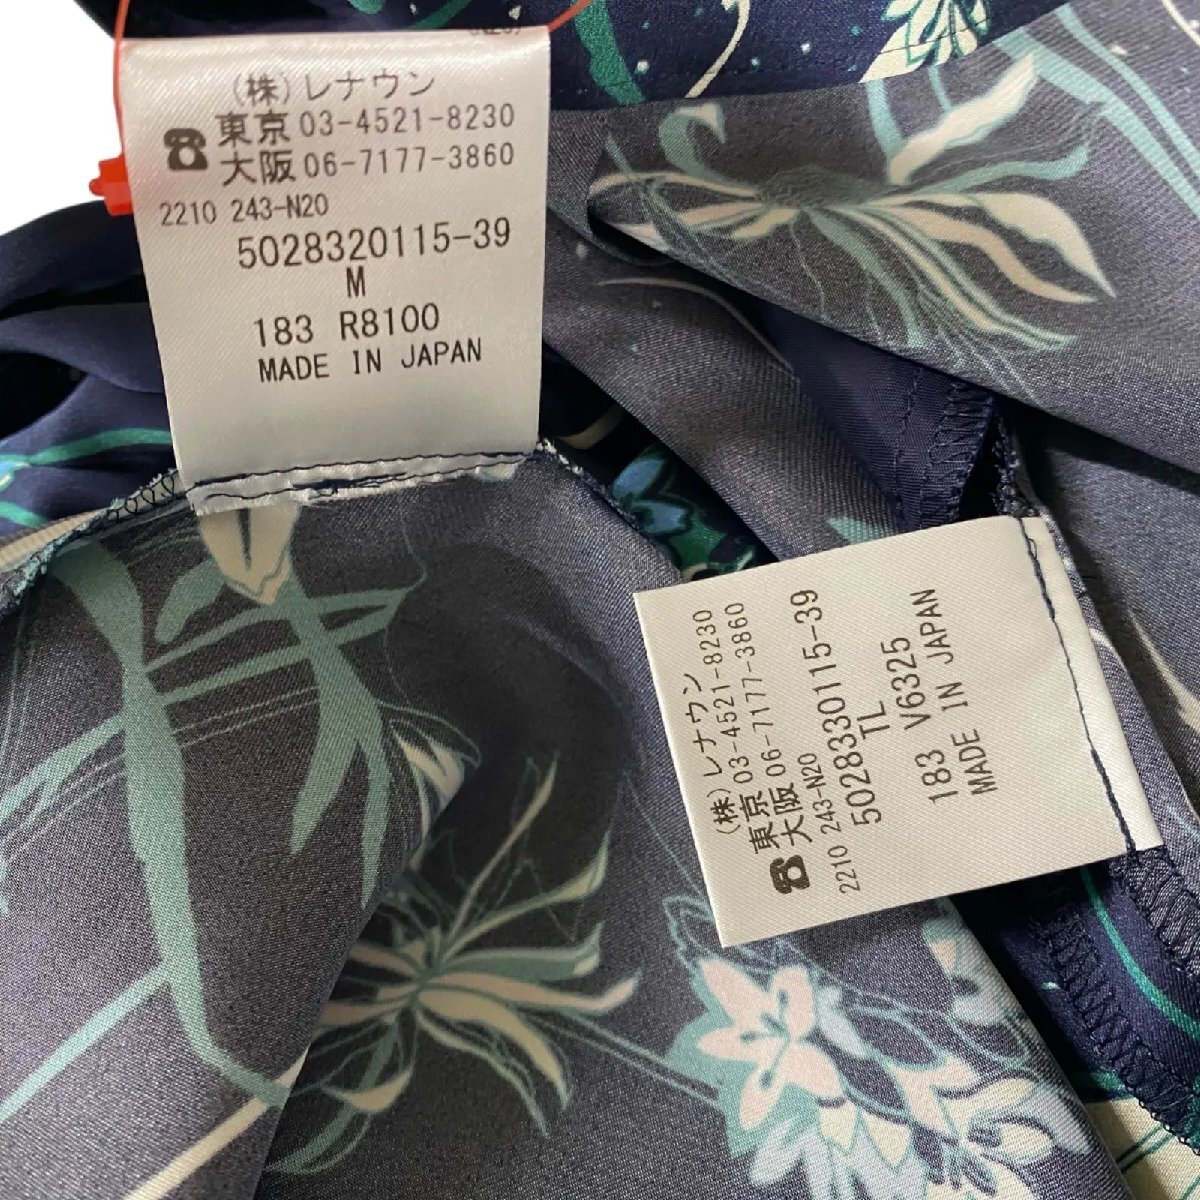 (株)レナウン
☎東京 03-4521-8230
大阪 06-7177-3860
2210 243-N20
5028320115-39
M
183 R8100
MADE IN JAPAN
(株)レナウン
東京 03-4521-8230
☎大阪 06-7177-3860
2210 243-N20
5028330115-39
TL
183 V6325
MADE IN JAPAN